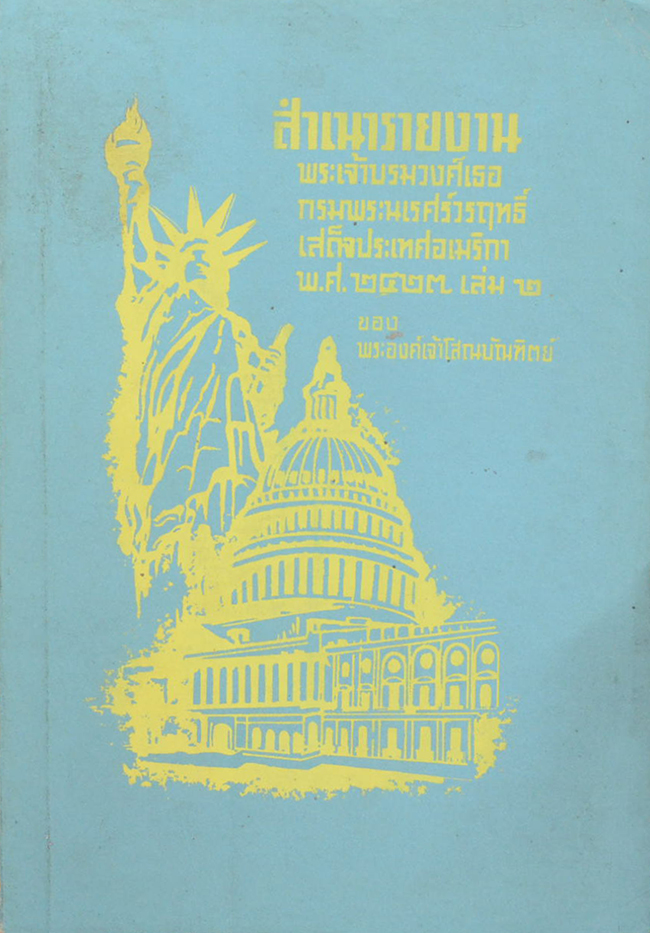 สำเนารายงาน
พระเจ้าบรมวงศ์เธอ
กรมพระนเรศร์วรฤทธิ์
เสด็จประเทศอเมริกา
พ.ศ. ๒๔๒๗ เล่ม ๒
ของ
พระองค์เจ้าโสณบัณฑิตย์